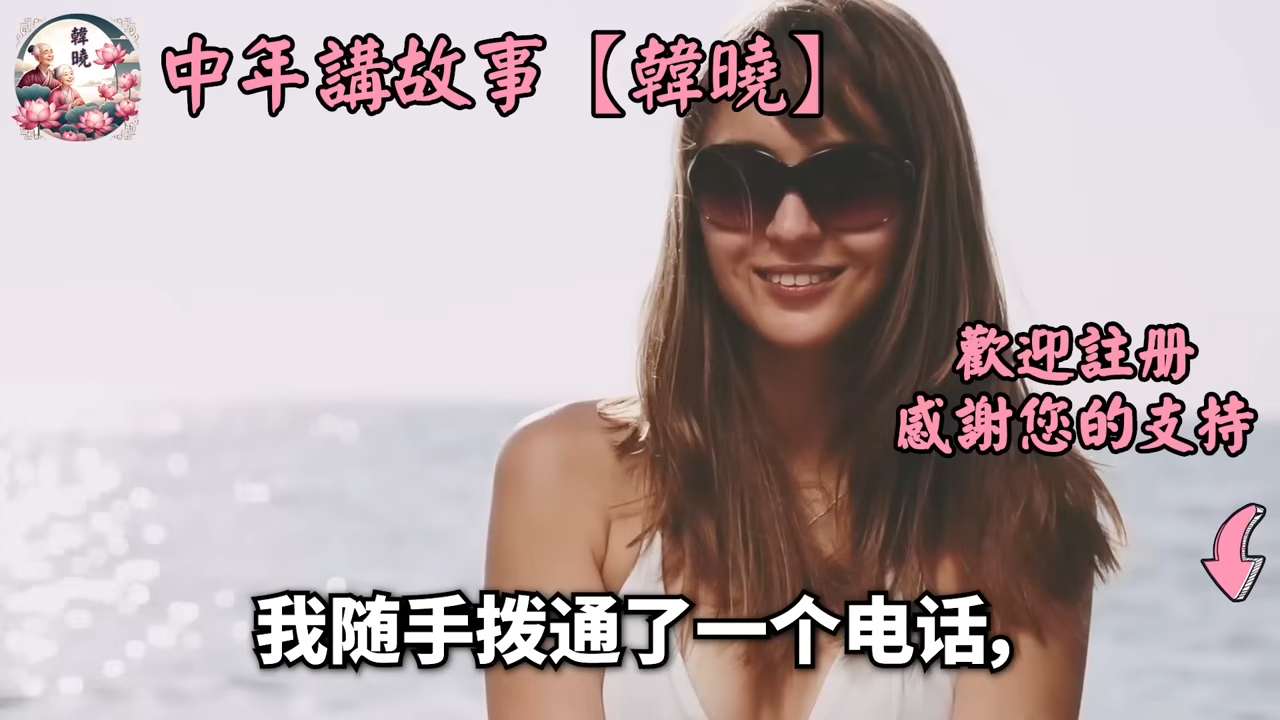 韓
曉
中年講故事【韓曉】
歡迎註册
感謝您的支持
我随手拨通了一个电话,